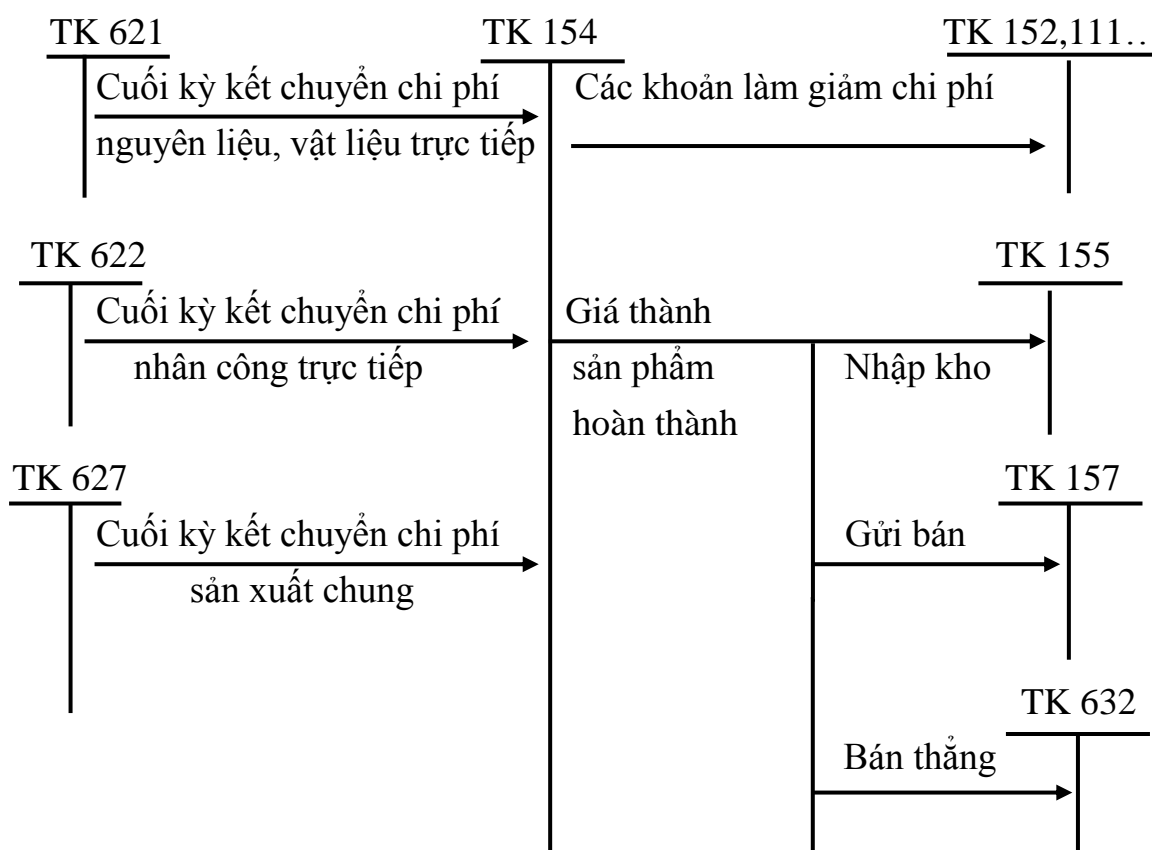 TK 621
TK 154
TK 152,111…
Cuối kỳ kết chuyển chi phí
nguyên liệu, vật liệu trực tiếp
Các khoản làm giảm chi phí
TK 622
TK 155
Cuối kỳ kết chuyển chi phí
nhân công trực tiếp
Giá thành
sản phẩm
hoàn thành
Nhập kho
TK 627
TK 157
Cuối kỳ kết chuyển chi phí
sản xuất chung
Gửi bán
TK 632
Bán thẳng